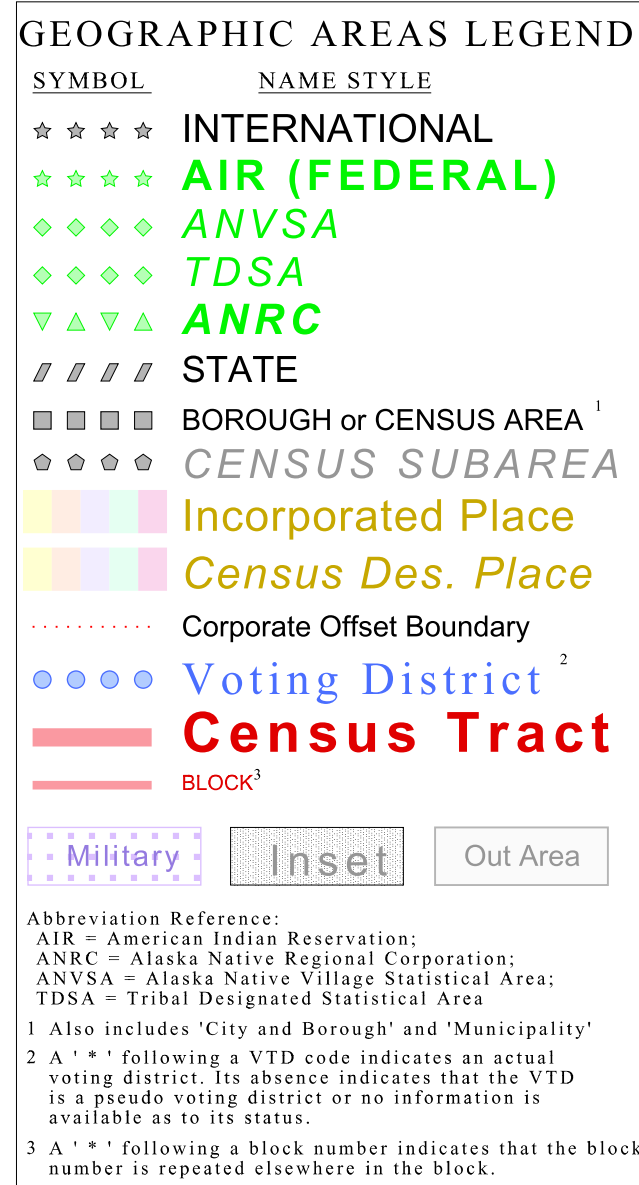 GEOGRAPHIC AREAS LEGEND
SYMBOL NAME STYLE
INTERNATIONAL
AIR (FEDERAL)
ANVSA
TDSA
ANRC
STATE
BOROUGH or CENSUS AREA 1
CENSUS SUBAREA
Incorporated Place
Census Des. Place
Corporate Offset Boundary
Voting District 2
Census Tract
BLOCK3
Military Inset Out Area
Abbreviation Reference:
AIR = American Indian Reservation;
ANRC = Alaska Native Regional Corporation;
ANVSA = Alaska Native Village Statistical Area;
TDSA = Tribal Designated Statistical Area
1 Also includes 'City and Borough' and 'Municipality'
2 A ' * ' following a VTD code indicates an actual
voting district. Its absence indicates that the VTD
is a pseudo voting district or no information is
available as to its status.
3 A ' * ' following a block number indicates that the block
number is repeated elsewhere in the block.